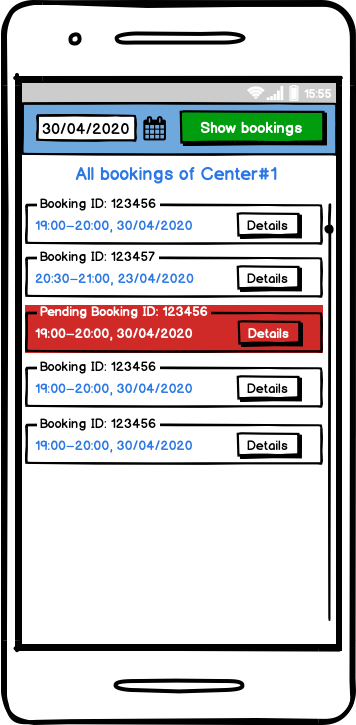 15:55
30/04/2020 Show bookings
All bookings of Center#1
Booking ID: 123456
19:00–20:00, 30/04/2020 Details
Booking ID: 123457
20:30–21:00, 23/04/2020 Details
Pending Booking ID: 123456
19:00–20:00, 30/04/2020 Details
Booking ID: 123456
19:00–20:00, 30/04/2020 Details
Booking ID: 123456
19:00–20:00, 30/04/2020 Details